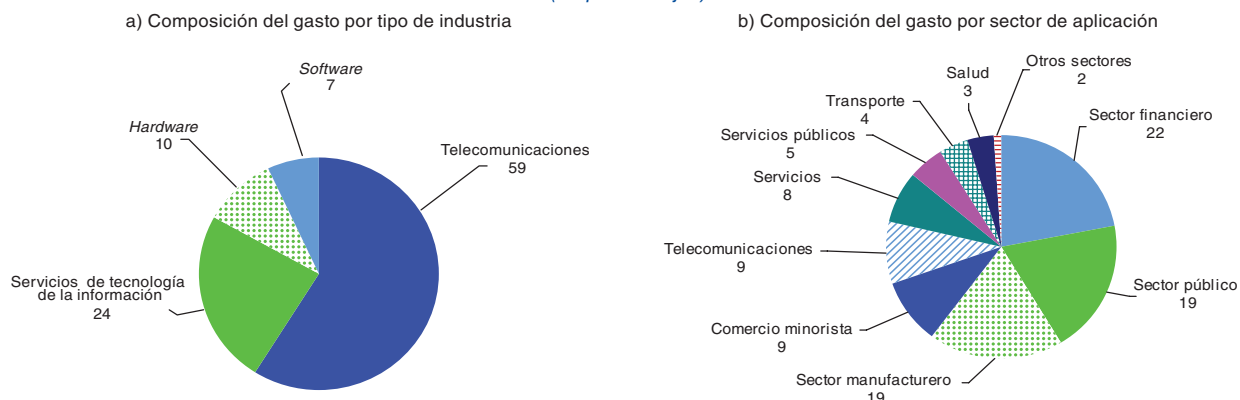 a) Composición del gasto por tipo de industria
Software
7
Hardware
10
Telecomunicaciones
59
Servicios de tecnología
de la información
24
b) Composición del gasto por sector de aplicación
Otros sectores
2
Salud
3
Transporte
4
Sector financiero
22
Servicios públicos
5
Servicios
8
Telecomunicaciones
9
Sector público
19
Comercio minorista
9
Sector manufacturero
19